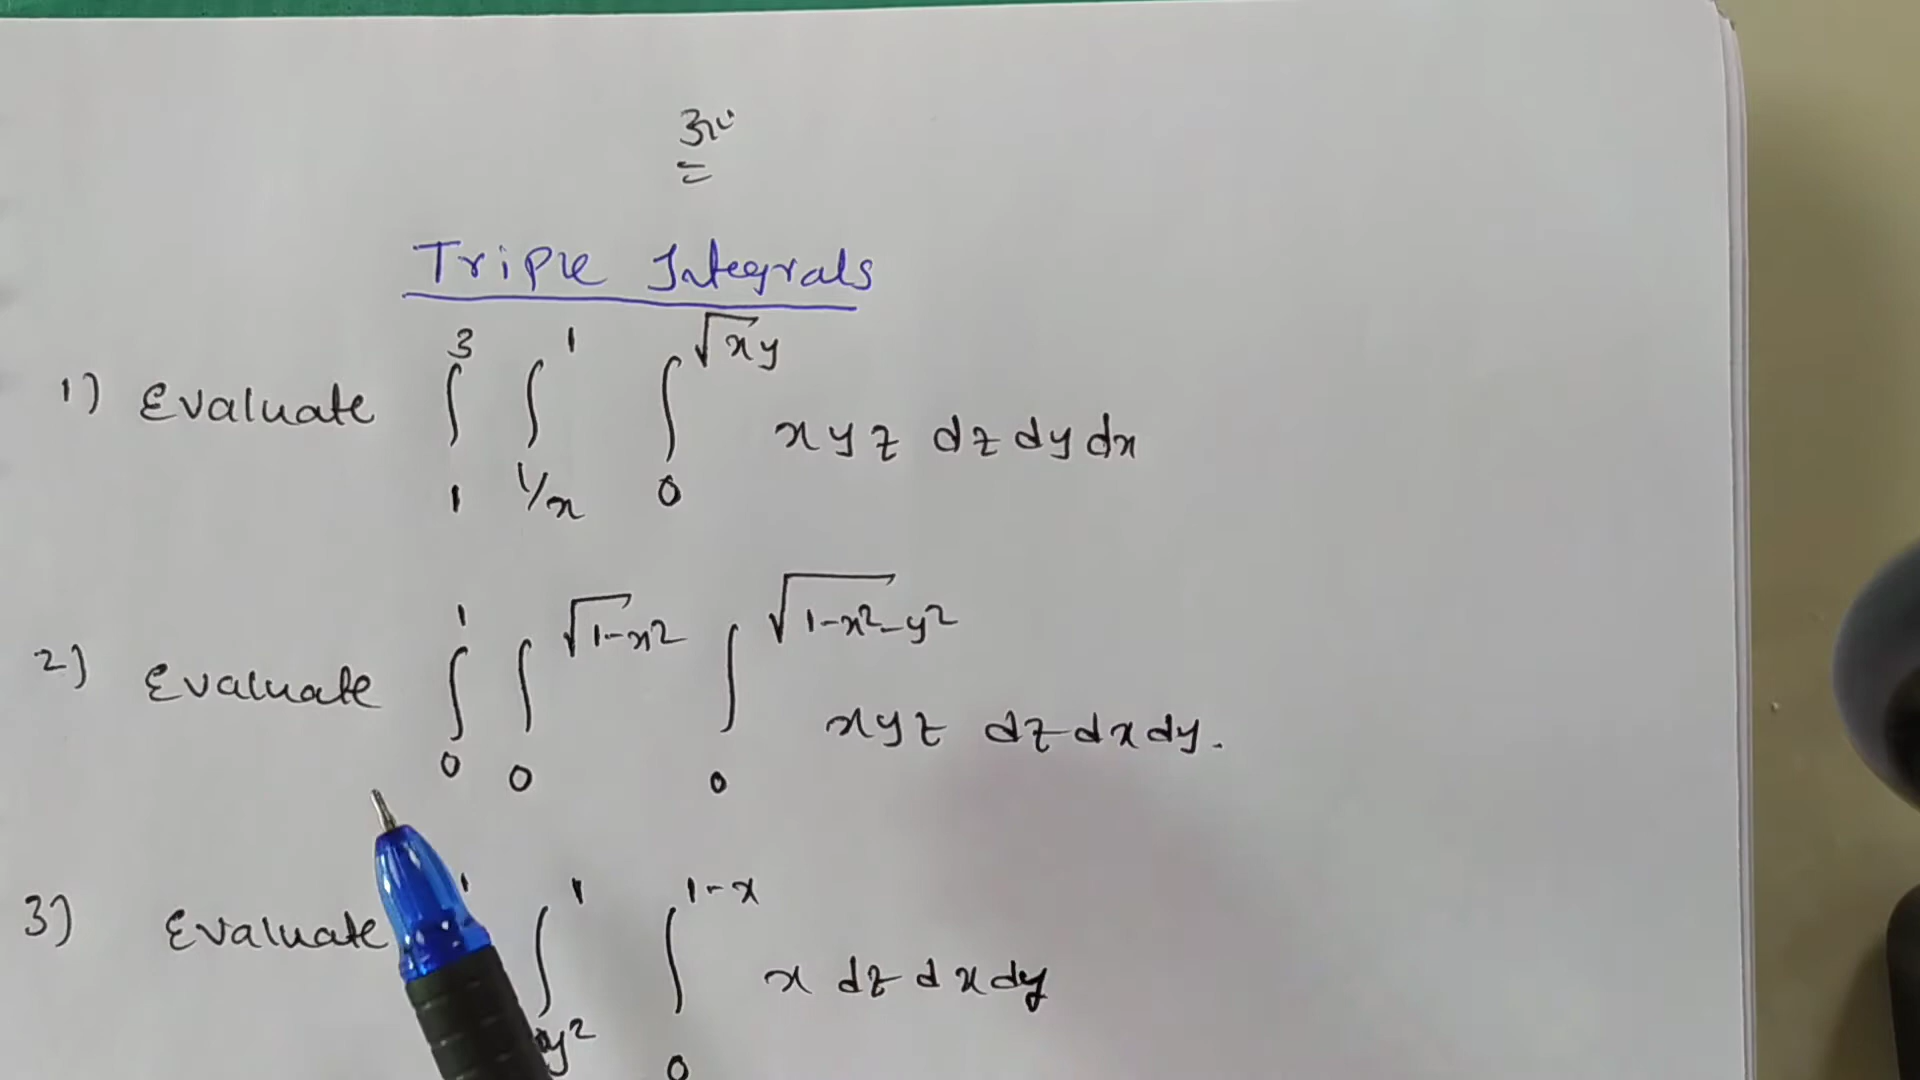 Triple Integrals
1) Evaluate ∫₁³ ∫_{1/x}^{1} ∫₀^{√xy} xyz dz dy dx
2) Evaluate ∫₀¹ ∫₀^{√1-x²} ∫₀^{√1-x²-y²} xyz dz dx dy.
3) Evaluate ∫_{y²}^{1} ∫₀^{1-x} x dz dx dy